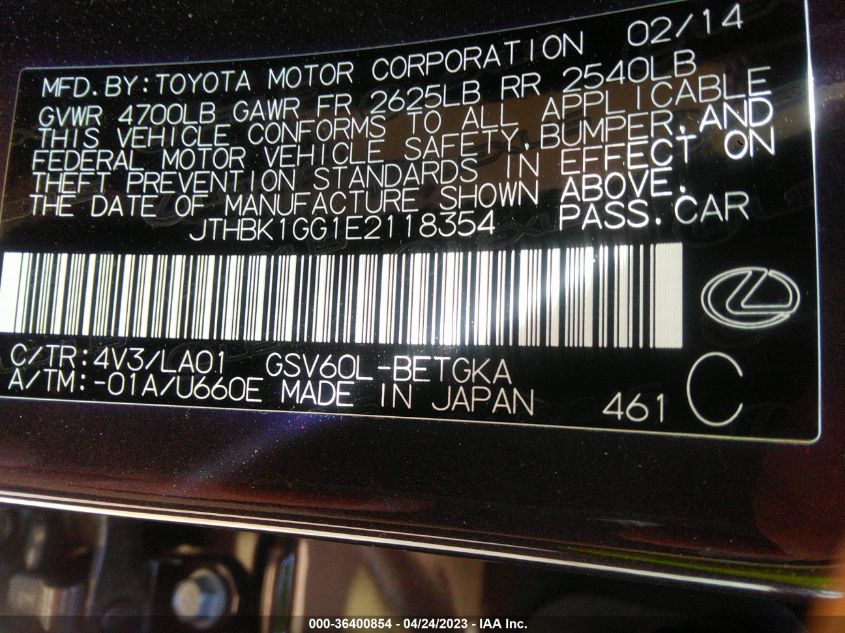 MFD. BY: TOYOTA MOTOR CORPORATION 02/14
GVWR 4700LB GAWR FR 2625LB RR 2540LB
THIS VEHICLE CONFORMS TO ALL APPLICABLE
FEDERAL MOTOR VEHICLE SAFETY, BUMPER, AND
THEFT PREVENTION STANDARDS IN EFFECT ON
THE DATE OF MANUFACTURE SHOWN ABOVE.
JTHBK1GG1E2118354 PASS. CAR
C/TR: 4V3/LA01 GSV60L-BETGKA
A/TM: -01A/U660E MADE IN JAPAN 461 C
000-36400854 / 04/24/2023 - IAA Inc.